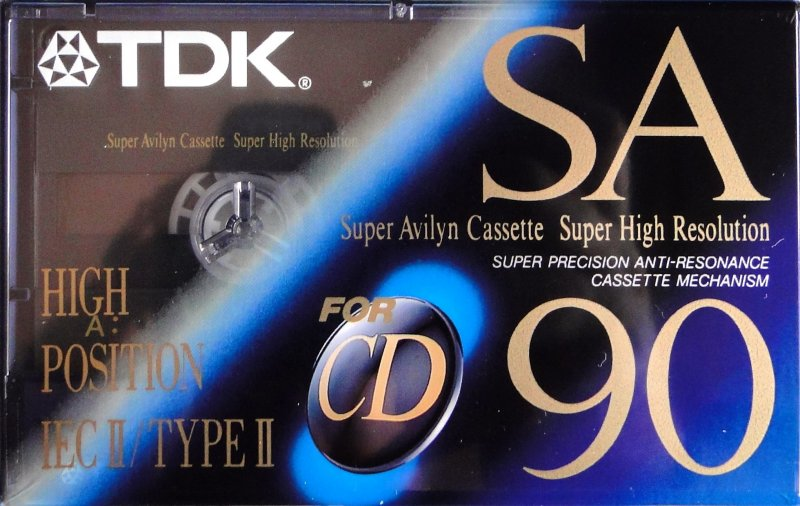 TDK®
SA
Super Avilyn Cassette Super High Resolution
Super Avilyn Cassette Super High Resolution
SUPER PRECISION ANTI-RESONANCE
CASSETTE MECHANISM
HIGH
A:
POSITION
IEC II/TYPE II
FOR
CD
90